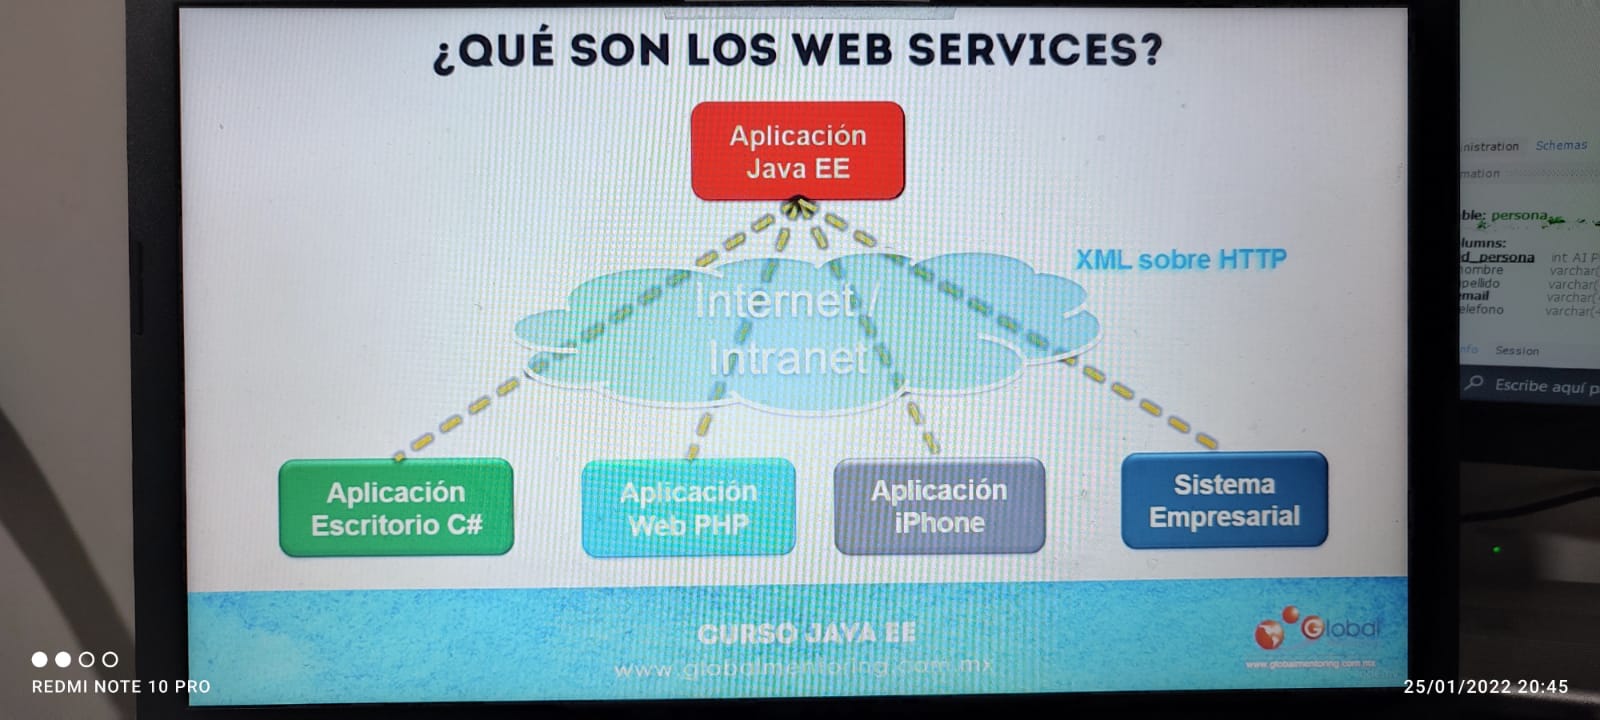 ¿QUÉ SON LOS WEB SERVICES?
Aplicación
Java EE
XML sobre HTTP
Internet /
Intranet
Aplicación
Escritorio C#
Aplicación
Web PHP
Aplicación
iPhone
Sistema
Empresarial
CURSO JAVA EE
www.globalmentoring.com.mx
Global
www.globalmentoring.com.mx
nistration Schemas
mation
ble: persona
lumns:
d_persona int AI P
ombre varchar(
pellido varchar(
mail varchar(
elefono varchar(
nfo Session
Escribe aquí p
REDMI NOTE 10 PRO
25/01/2022 20:45